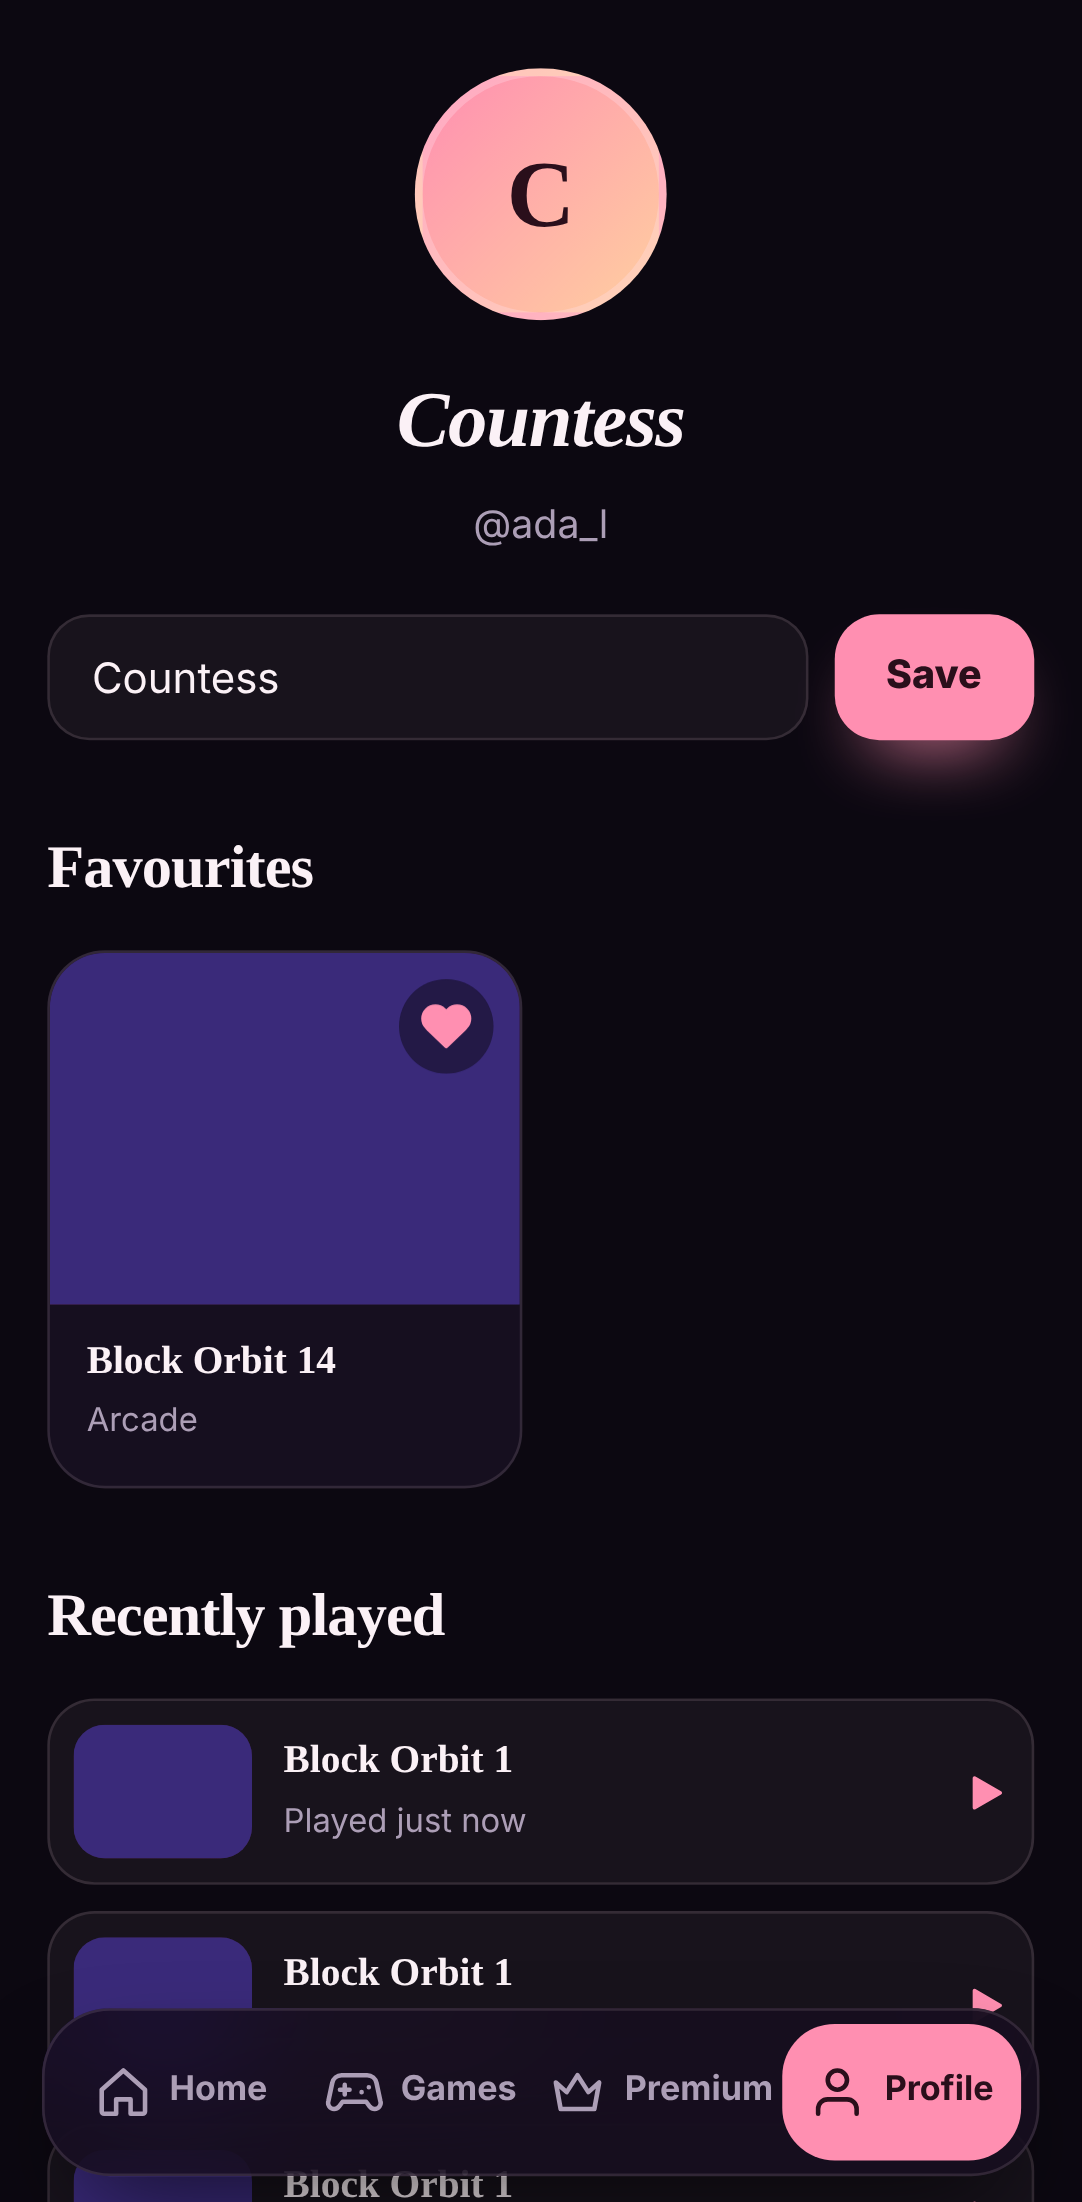 C
Countess
@ada_l
Countess
Save
Favourites
Block Orbit 14
Arcade
Recently played
Block Orbit 1
Played just now
Block Orbit 1
Home Games Premium Profile
Block Orbit 1